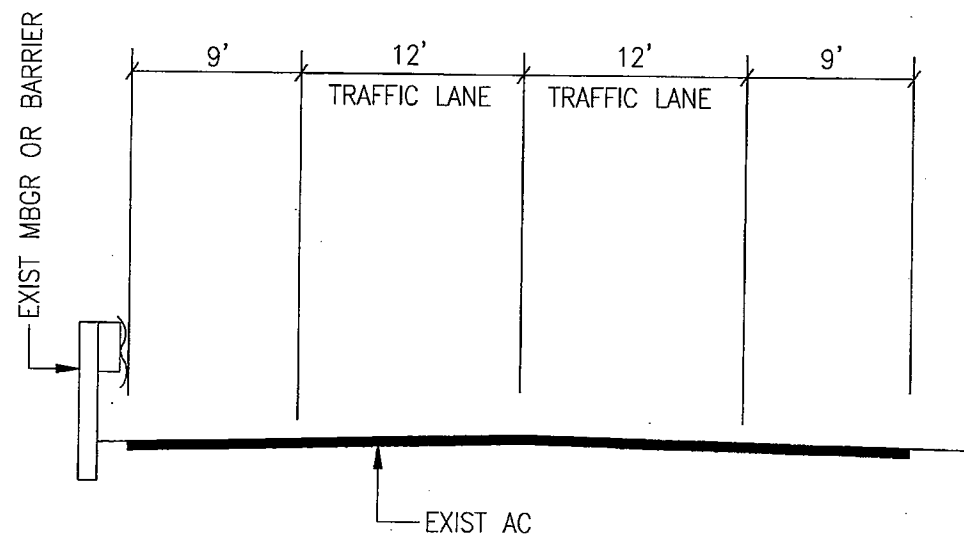 9'
12'
12'
9'
TRAFFIC LANE
TRAFFIC LANE
EXIST MBGR OR BARRIER
EXIST AC